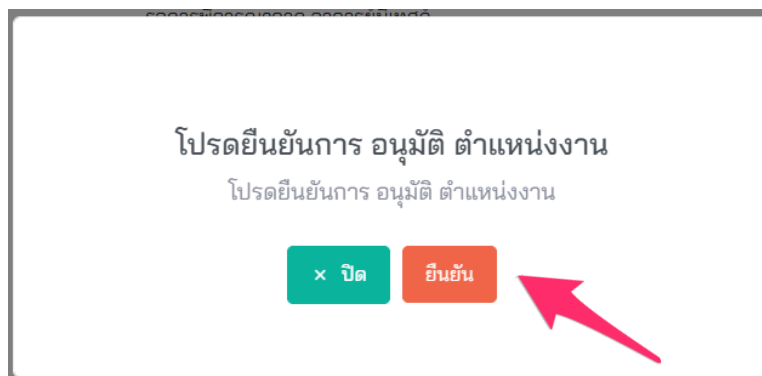 โปรดยืนยันการ อนุมัติ ตำแหน่งงาน
โปรดยืนยันการ อนุมัติ ตำแหน่งงาน
× ปิด
ยืนยัน